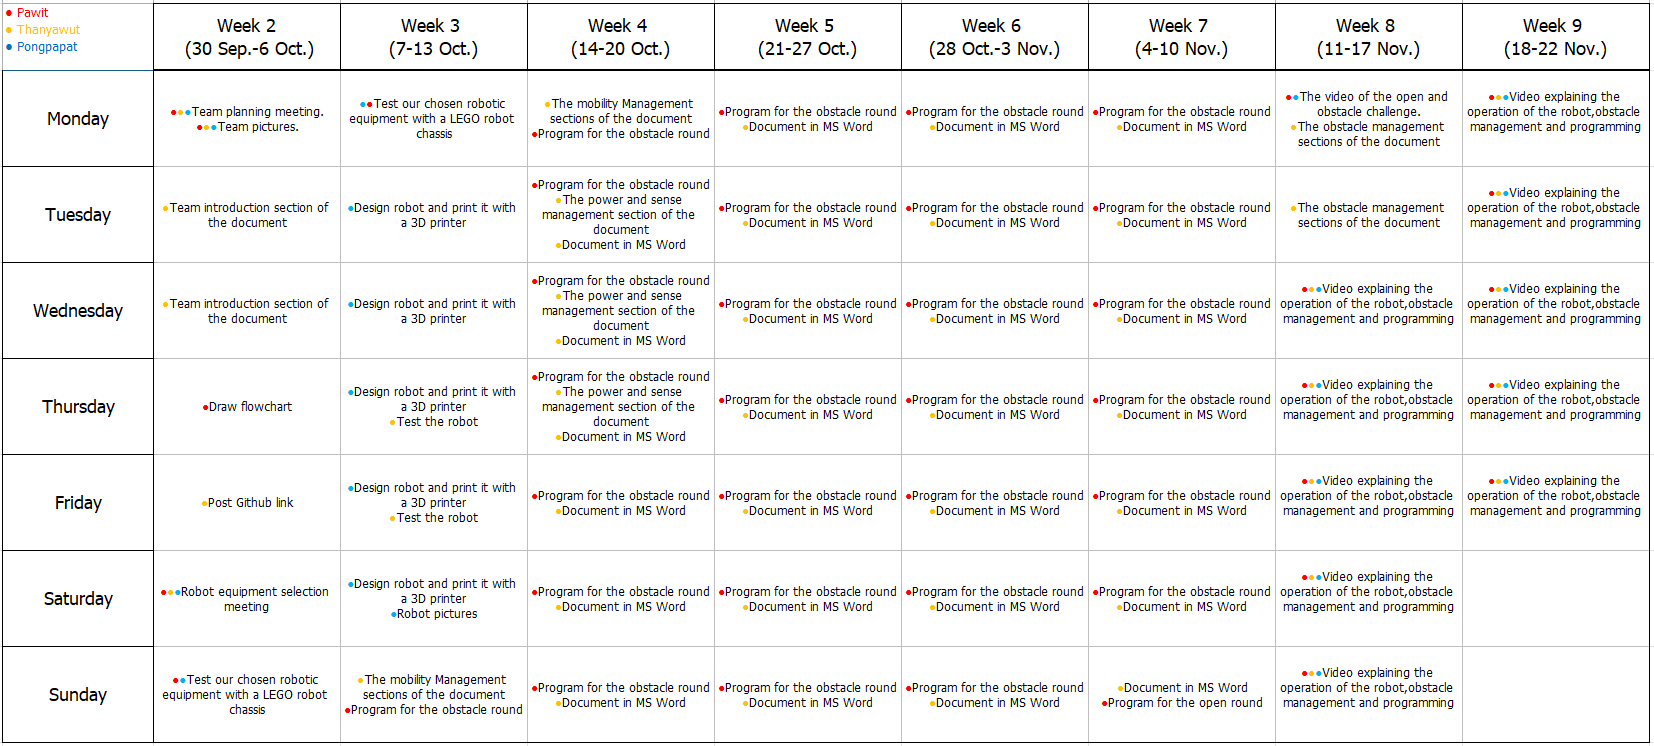 ● Pawit
● Thanyawut
● Pongpapat
Week 2
(30 Sep.-6 Oct.)
Week 3
(7-13 Oct.)
Week 4
(14-20 Oct.)
Week 5
(21-27 Oct.)
Week 6
(28 Oct.-3 Nov.)
Week 7
(4-10 Nov.)
Week 8
(11-17 Nov.)
Week 9
(18-22 Nov.)
Monday
●●●Team planning meeting.
●●●Team pictures.
●●Test our chosen robotic
equipment with a LEGO robot
chassis
●The mobility Management
sections of the document
●Program for the obstacle round
●Program for the obstacle round
●Document in MS Word
●Program for the obstacle round
●Document in MS Word
●Program for the obstacle round
●Document in MS Word
●●The video of the open and
obstacle challenge.
●The obstacle management
sections of the document
●●●Video explaining the
operation of the robot,obstacle
management and programming
Tuesday
●Team introduction section of
the document
●Design robot and print it with
a 3D printer
●Program for the obstacle round
●The power and sense
management section of the
document
●Document in MS Word
●Program for the obstacle round
●Document in MS Word
●Program for the obstacle round
●Document in MS Word
●Program for the obstacle round
●Document in MS Word
●The obstacle management
sections of the document
●●●Video explaining the
operation of the robot,obstacle
management and programming
Wednesday
●Team introduction section of
the document
●Design robot and print it with
a 3D printer
●Program for the obstacle round
●The power and sense
management section of the
document
●Document in MS Word
●Program for the obstacle round
●Document in MS Word
●Program for the obstacle round
●Document in MS Word
●Program for the obstacle round
●Document in MS Word
●●●Video explaining the
operation of the robot,obstacle
management and programming
●●●Video explaining the
operation of the robot,obstacle
management and programming
Thursday
●Draw flowchart
●Design robot and print it with
a 3D printer
●Test the robot
●Program for the obstacle round
●The power and sense
management section of the
document
●Document in MS Word
●Program for the obstacle round
●Document in MS Word
●Program for the obstacle round
●Document in MS Word
●Program for the obstacle round
●Document in MS Word
●●●Video explaining the
operation of the robot,obstacle
management and programming
●●●Video explaining the
operation of the robot,obstacle
management and programming
Friday
●Post Github link
●Design robot and print it with
a 3D printer
●Test the robot
●Program for the obstacle round
●Document in MS Word
●Program for the obstacle round
●Document in MS Word
●Program for the obstacle round
●Document in MS Word
●Program for the obstacle round
●Document in MS Word
●●●Video explaining the
operation of the robot,obstacle
management and programming
●●●Video explaining the
operation of the robot,obstacle
management and programming
Saturday
●●●Robot equipment selection
meeting
●Design robot and print it with
a 3D printer
●Robot pictures
●Program for the obstacle round
●Document in MS Word
●Program for the obstacle round
●Document in MS Word
●Program for the obstacle round
●Document in MS Word
●Program for the obstacle round
●Document in MS Word
●●●Video explaining the
operation of the robot,obstacle
management and programming
Sunday
●●Test our chosen robotic
equipment with a LEGO robot
chassis
●The mobility Management
sections of the document
●Program for the obstacle round
●Program for the obstacle round
●Document in MS Word
●Program for the obstacle round
●Document in MS Word
●Program for the obstacle round
●Document in MS Word
●Document in MS Word
●Program for the open round
●●●Video explaining the
operation of the robot,obstacle
management and programming